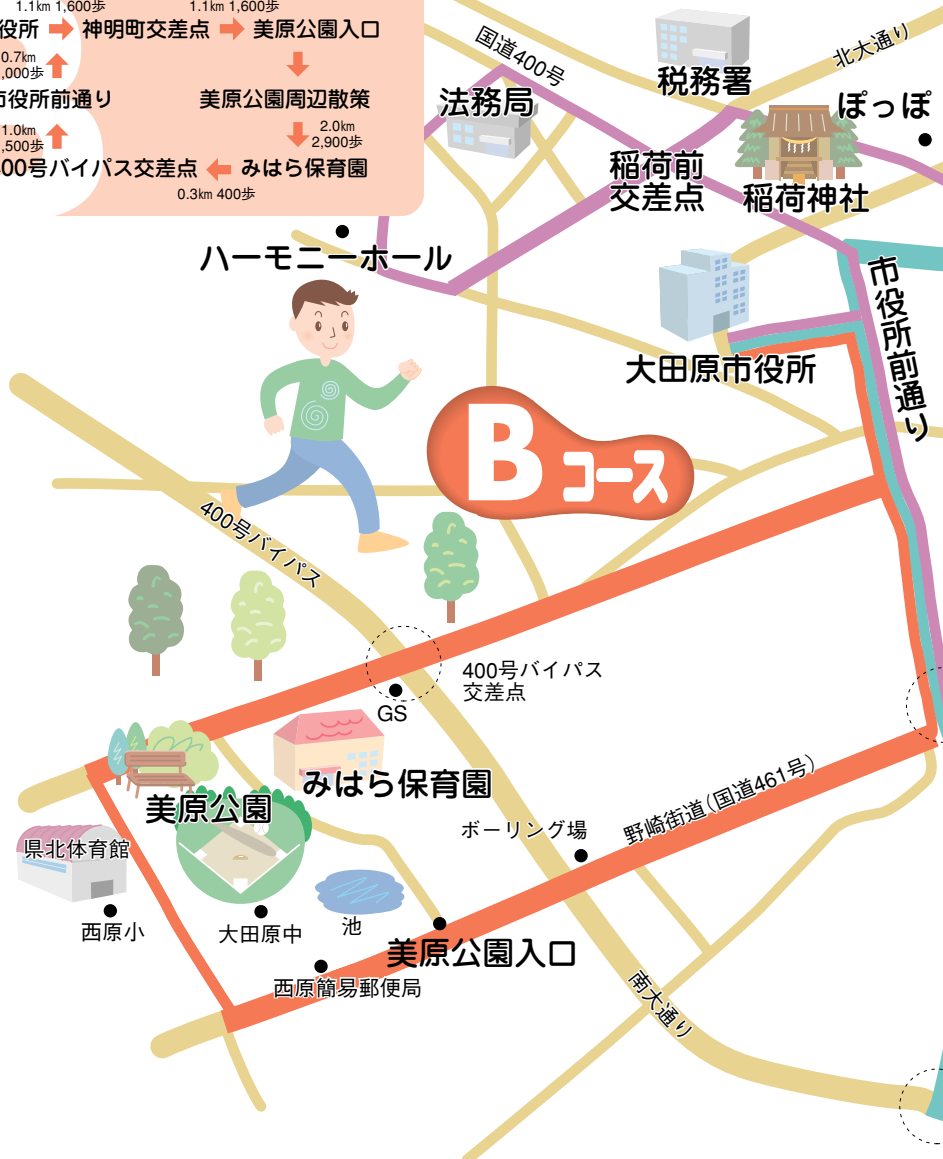 1.1km 1,600歩
1.1km 1,600歩
役所 ➡ 神明町交差点 ➡ 美原公園入口
0.7km
,000歩
市役所前通り
美原公園周辺散策
1.0km
,500歩
2.0km
2,900歩
400号バイパス交差点 ⬅ みはら保育園
0.3km 400歩
国道400号
北大通り
税務署
法務局
ぽっぽ
稲荷前
交差点
稲荷神社
ハーモニーホール
市役所前通り
大田原市役所
B コース
400号バイパス
400号バイパス
交差点
GS
みはら保育園
美原公園
野崎街道(国道461号)
ボーリング場
県北体育館
西原小
大田原中
池
美原公園入口
西原簡易郵便局
南大通り